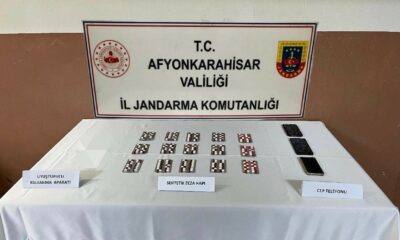 T.C.
AFYONKARAHİSAR
VALİLİĞİ
İL JANDARMA KOMUTANLIĞI
UYUŞTURUCU
KULLANMA APARATI
SENTETİK ECZA HAPI
CEP TELEFONU